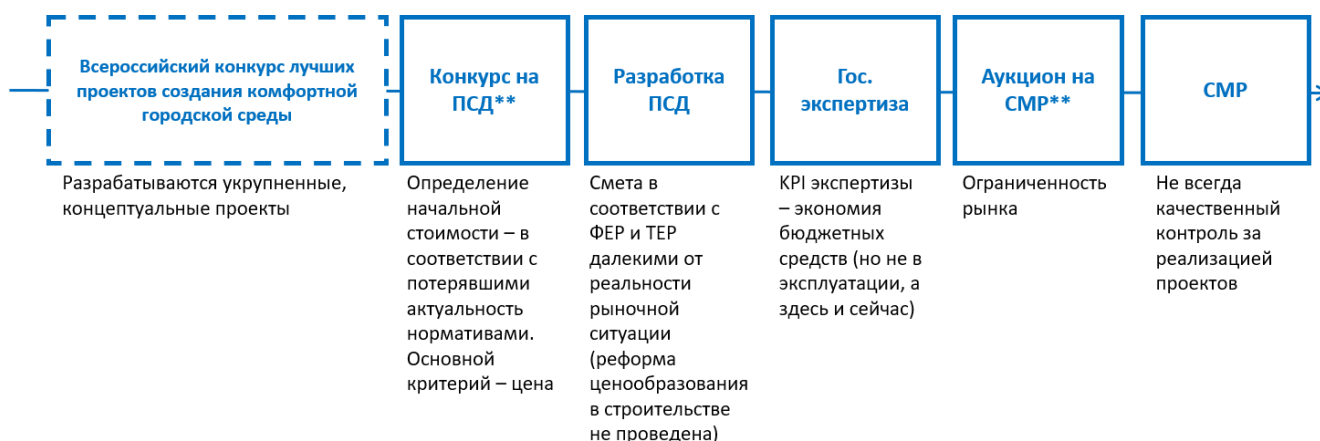 Всероссийский конкурс лучших
проектов создания комфортной
городской среды
Конкурс на
ПСД**
Разработка
ПСД
Гос.
экспертиза
Аукцион на
СМР**
СМР
Разрабатываются укрупненные,
концептуальные проекты
Определение
начальной
стоимости – в
соответствии с
потерявшими
актуальность
нормативами.
Основной
критерий – цена
Смета в
соответствии с
ФЕР и ТЕР
далекими от
реальности
рыночной
ситуации
(реформа
ценообразования
в строительстве
не проведена)
KPI экспертизы
– экономия
бюджетных
средств (но не в
эксплуатации, а
здесь и сейчас)
Ограниченность
рынка
Не всегда
качественный
контроль за
реализацией
проектов